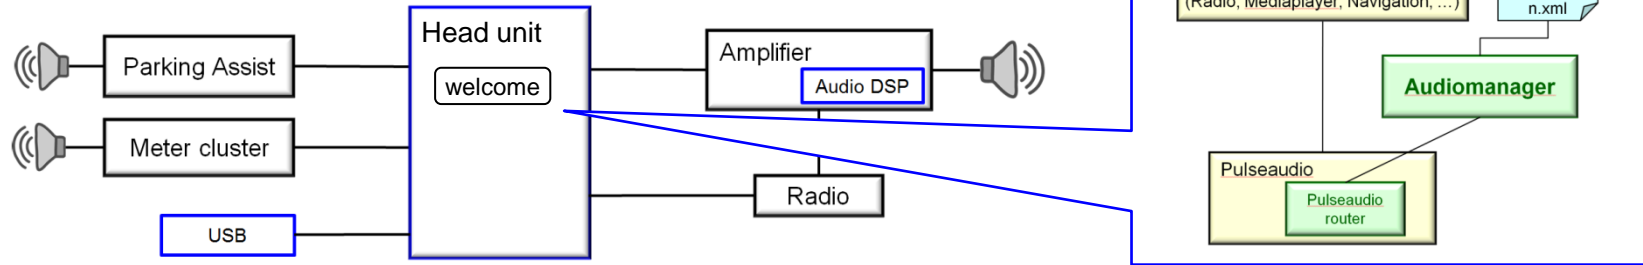 Head unit
welcome
Parking Assist
Meter cluster
USB
Amplifier
Audio DSP
Radio
(Radio, Mediaplayer, Navigation, ...)
n.xml
Audiomanager
Pulseaudio
Pulseaudio
router